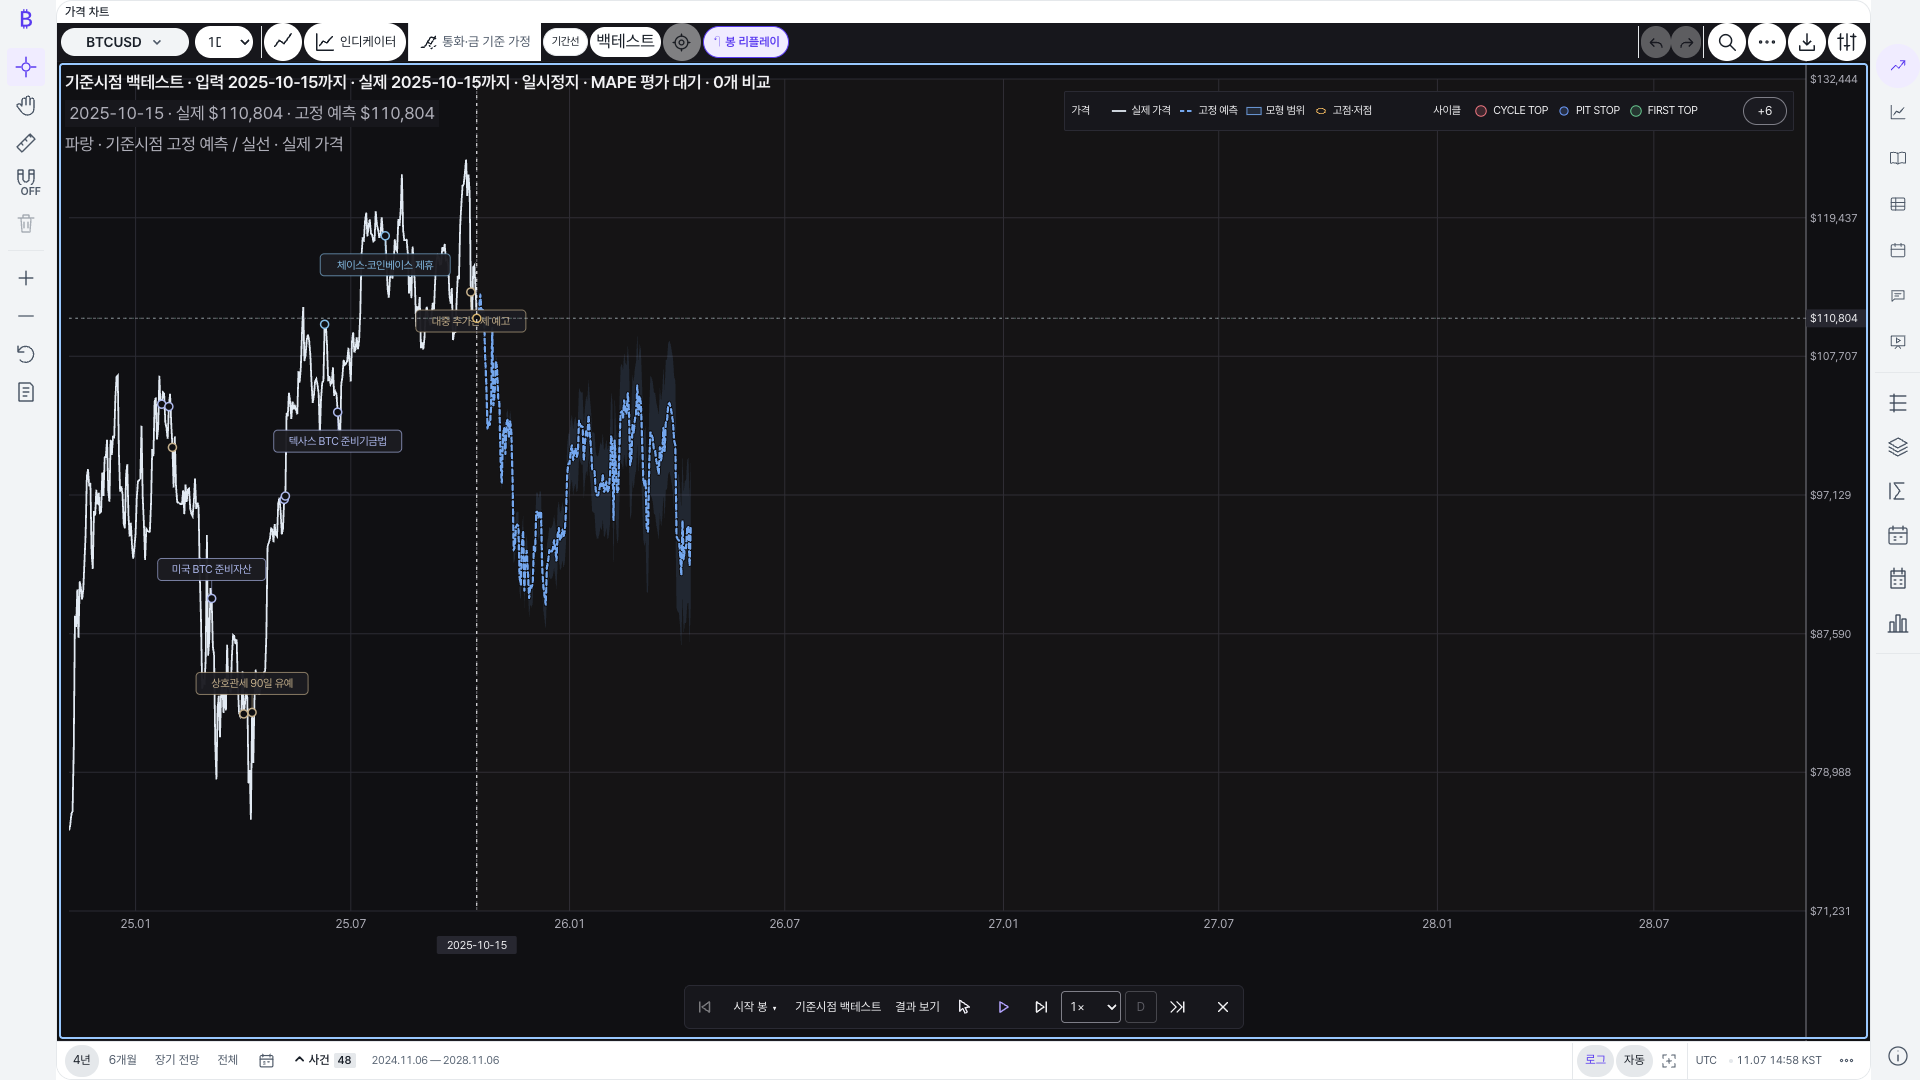 가격 차트
BTCUSD
1D
인디케이터
통화·금 기준 가정
기간선
백테스트
봉 리플레이
OFF
기준시점 백테스트 · 입력 2025-10-15까지 · 실제 2025-10-15까지 · 일시정지 · MAPE 평가 대기 · 0개 비교
2025-10-15 · 실제 $110,804 · 고정 예측 $110,804
파랑 · 기준시점 고정 예측 / 실선 · 실제 가격
가격 실제 가격 고정 예측 모형 범위 고점·저점 사이클 CYCLE TOP PIT STOP FIRST TOP +6
$132,444
$119,437
$110,804
$107,707
$97,129
$87,590
$78,988
$71,231
체이스·코인베이스 제휴
대중 추가 예고
텍사스 BTC 준비기금법
미국 BTC 준비자산
상호관세 90일 유예
25.01 25.07 26.01 26.07 27.01 27.07 28.01 28.07
2025-10-15
시작 봉 기준시점 백테스트 결과 보기 1× D
4년 6개월 장기 전망 전체 사건 48 2024.11.06 — 2028.11.06 로그 자동 UTC 11.07 14:58 KST